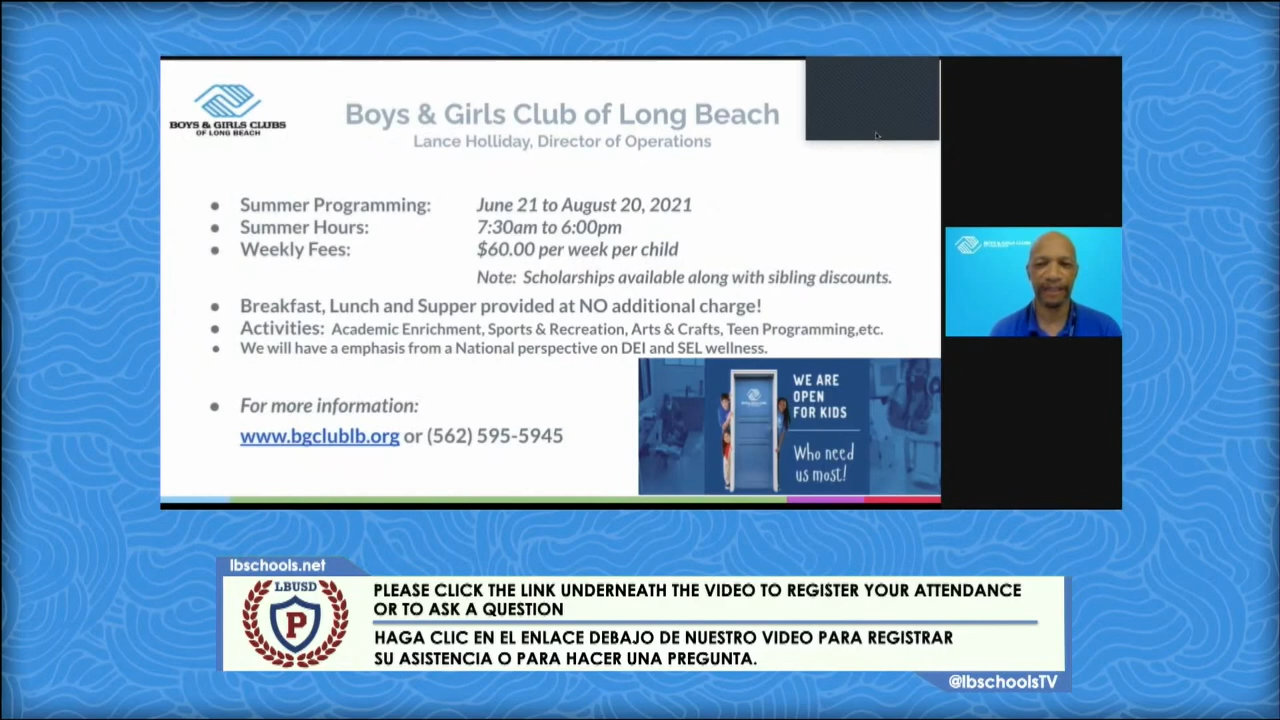 BOYS & GIRLS CLUBS
OF LONG BEACH
Boys & Girls Club of Long Beach
Lance Holliday, Director of Operations
● Summer Programming: June 21 to August 20, 2021
● Summer Hours: 7:30am to 6:00pm
● Weekly Fees: $60.00 per week per child
Note: Scholarships available along with sibling discounts.
● Breakfast, Lunch and Supper provided at NO additional charge!
● Activities: Academic Enrichment, Sports & Recreation, Arts & Crafts, Teen Programming,etc.
● We will have a emphasis from a National perspective on DEI and SEL wellness.
● For more information:
www.bgclublb.org or (562) 595-5945
WE ARE
OPEN
FOR KIDS
Who need
us most!
BOYS & GIRLS CLUBS
lbschools.net
LBUSD
P
PLEASE CLICK THE LINK UNDERNEATH THE VIDEO TO REGISTER YOUR ATTENDANCE
OR TO ASK A QUESTION
HAGA CLIC EN EL ENLACE DEBAJO DE NUESTRO VIDEO PARA REGISTRAR
SU ASISTENCIA O PARA HACER UNA PREGUNTA.
@lbschoolsTV